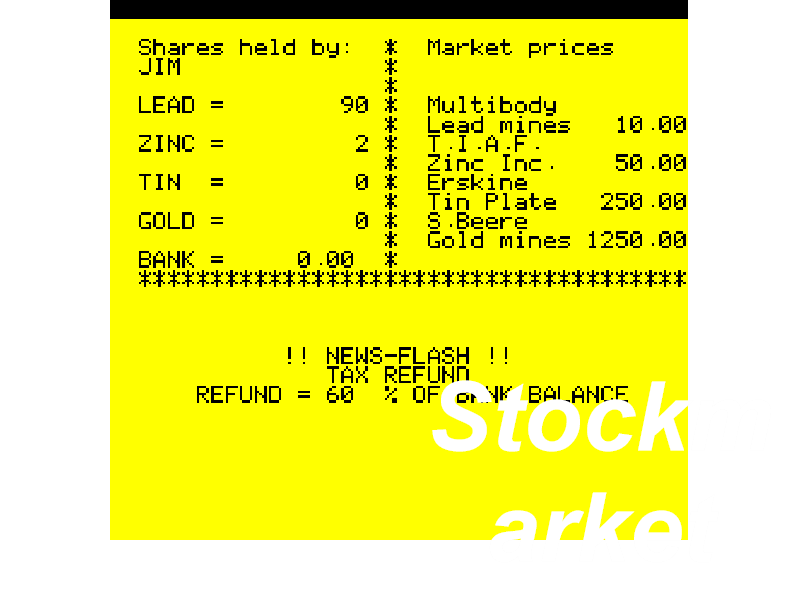 Shares held by:  *  Market prices
JIM              *
                 *
LEAD =        90 *  Multibody
                 *  Lead mines   10.00
ZINC =         2 *  T.I.A.F.
                 *  Zinc Inc.    50.00
TIN  =         0 *  Erskine
                 *  Tin Plate   250.00
GOLD =         0 *  S.Beere
                 *  Gold mines 1250.00
BANK =     0.00  *
**************************************
!! NEWS-FLASH !!
TAX REFUND
REFUND = 60  % OF BANK BALANCE
Stock
arke